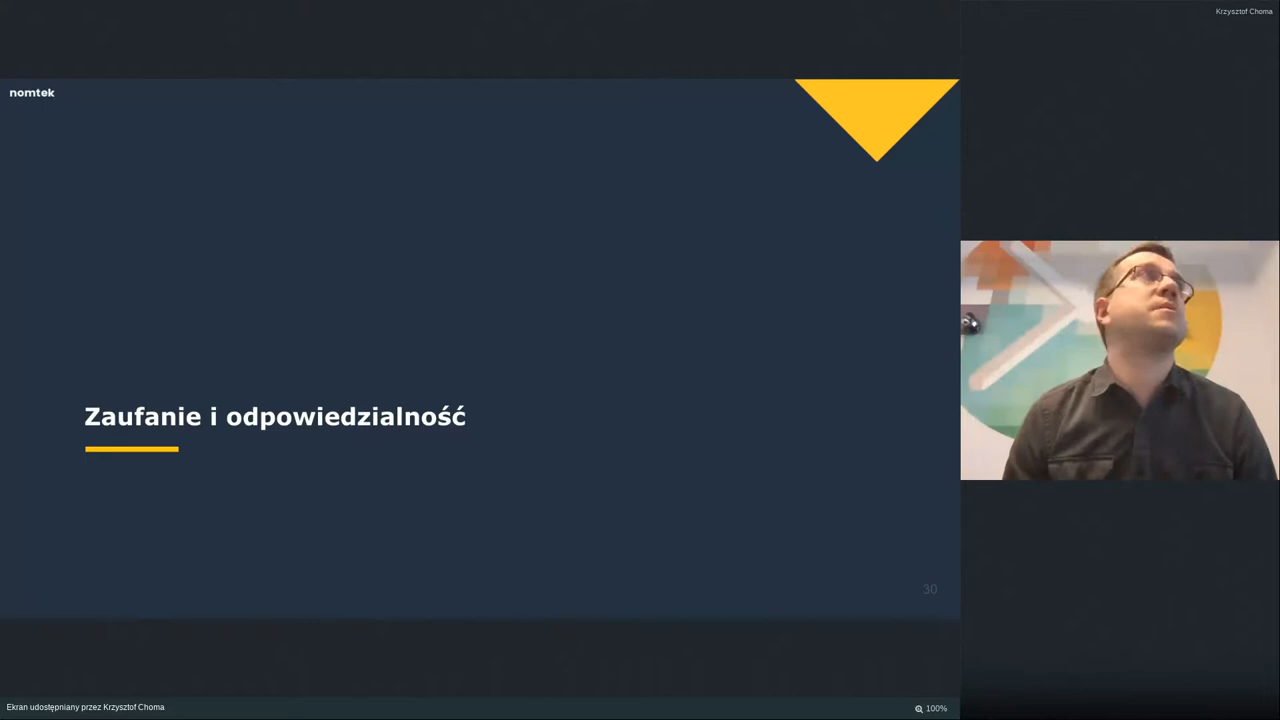 Krzysztof Choma
nomtek
Zaufanie i odpowiedzialność
30
Ekran udostępniany przez Krzysztof Choma
100%